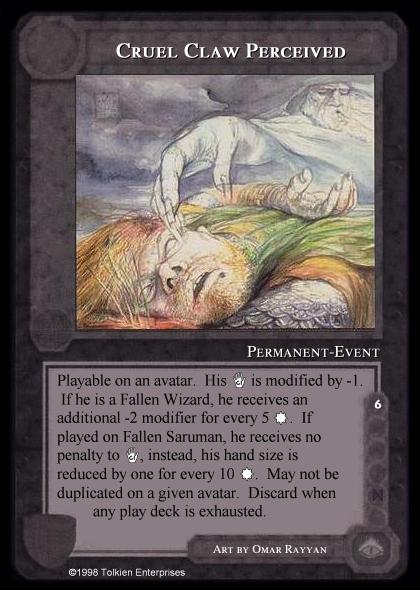 Cruel Claw Perceived
Permanent-Event
Playable on an avatar. His is modified by -1.
If he is a Fallen Wizard, he receives an
additional -2 modifier for every 5 . If
played on Fallen Saruman, he receives no
penalty to , instead, his hand size is
reduced by one for every 10 . May not be
duplicated on a given avatar. Discard when
any play deck is exhausted.
6
Art by Omar Rayyan
©1998 Tolkien Enterprises